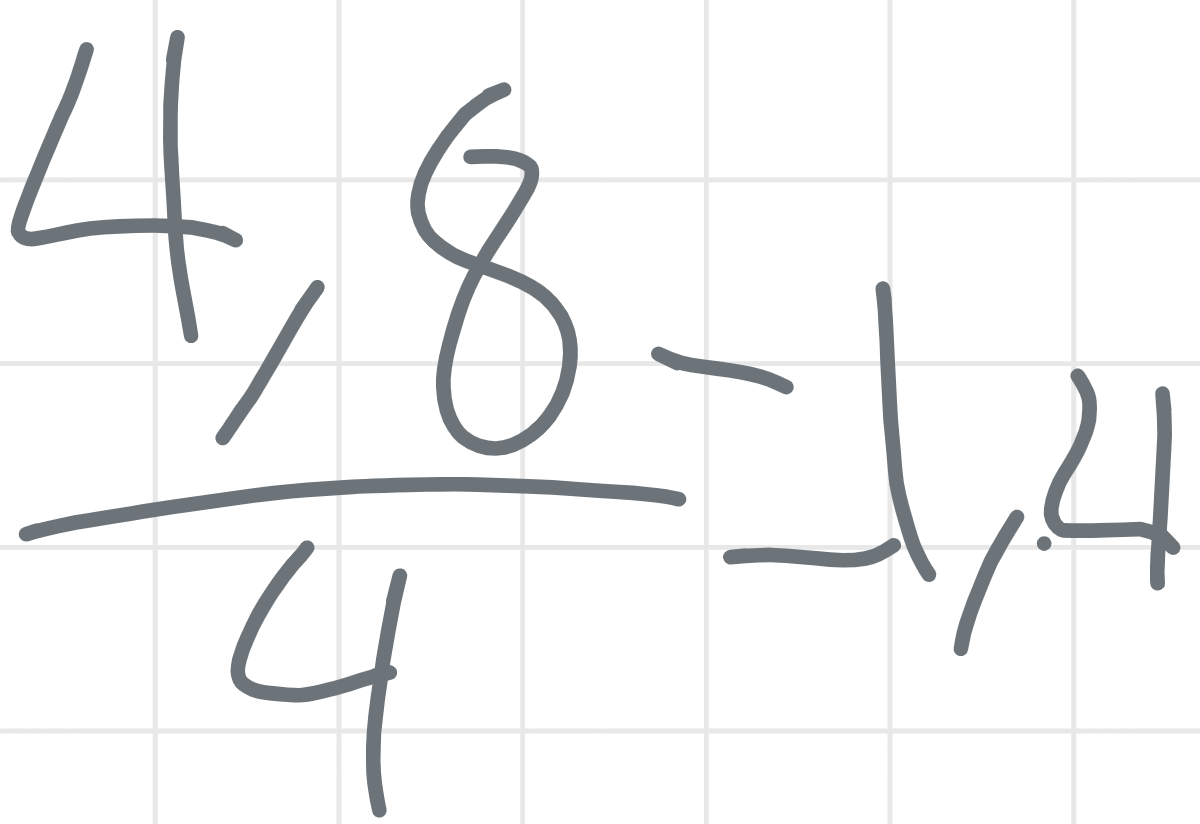 4,8
—— = 1,4
4